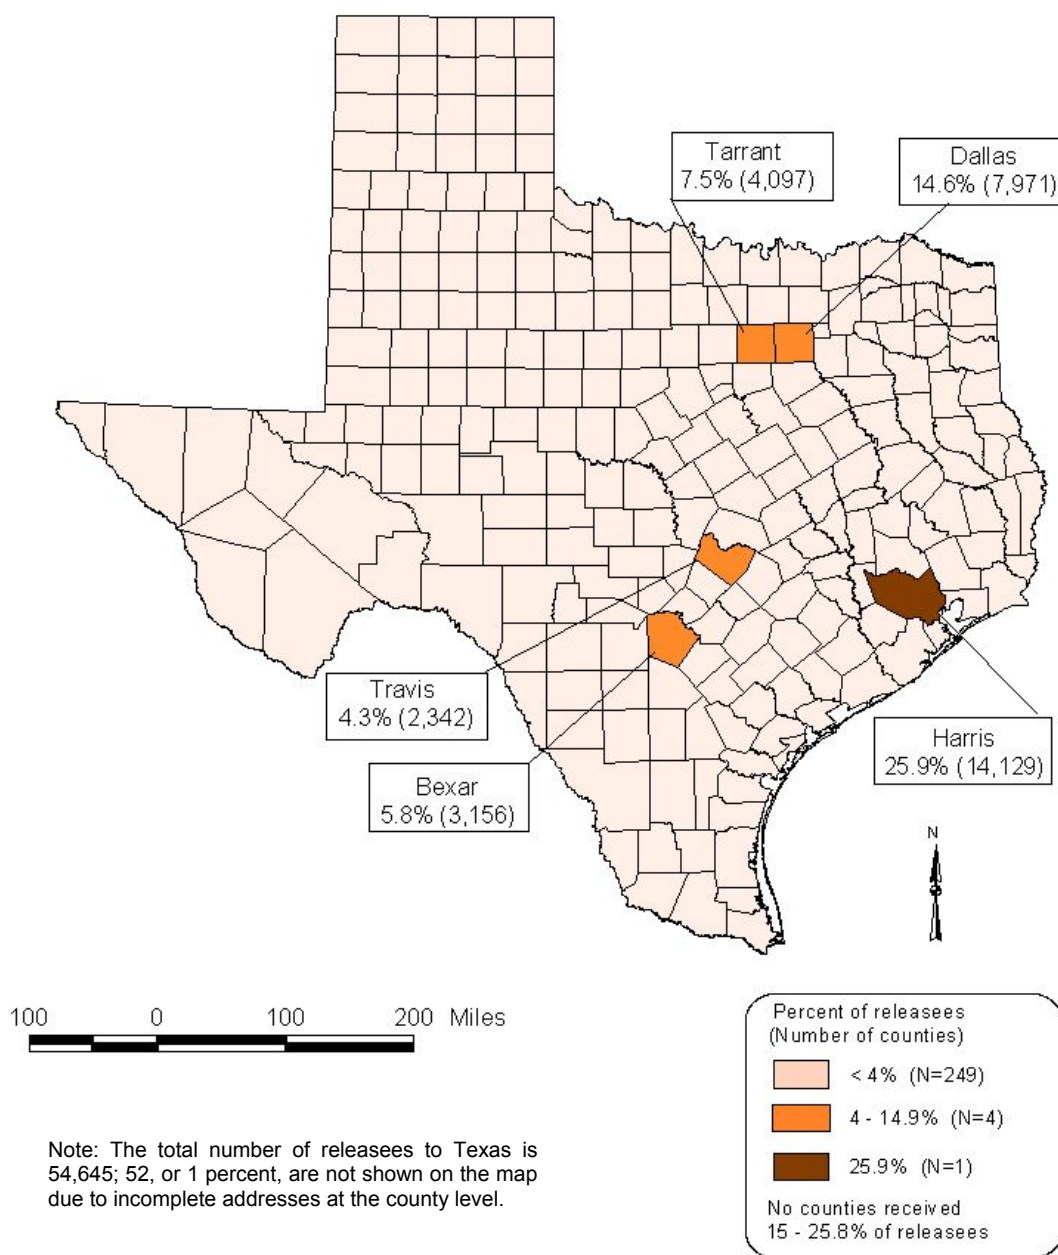 Tarrant
7.5% (4,097)
Dallas
14.6% (7,971)
Travis
4.3% (2,342)
Bexar
5.8% (3,156)
Harris
25.9% (14,129)
N
100 0 100 200 Miles
Note: The total number of releasees to Texas is
54,645; 52, or 1 percent, are not shown on the map
due to incomplete addresses at the county level.
Percent of releasees
(Number of counties)
< 4% (N=249)
4 - 14.9% (N=4)
25.9% (N=1)
No counties received
15 - 25.8% of releasees